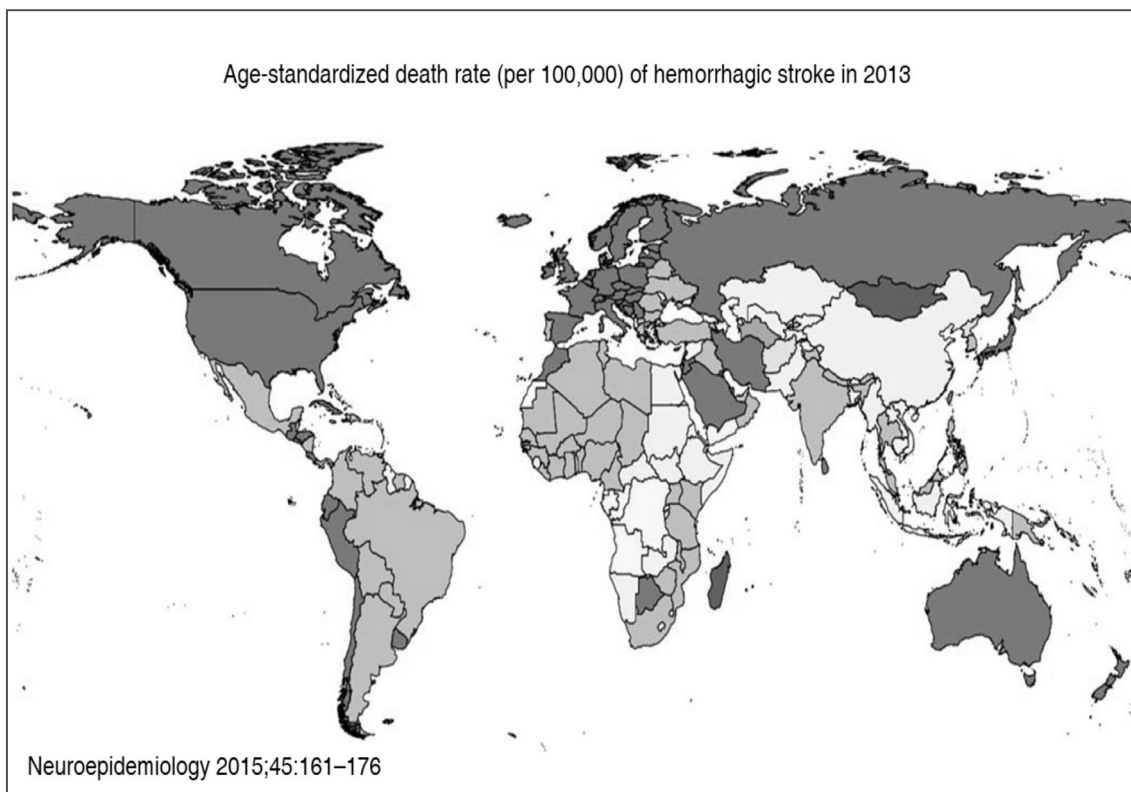 Age-standardized death rate (per 100,000) of hemorrhagic stroke in 2013
Neuroepidemiology 2015;45:161–176